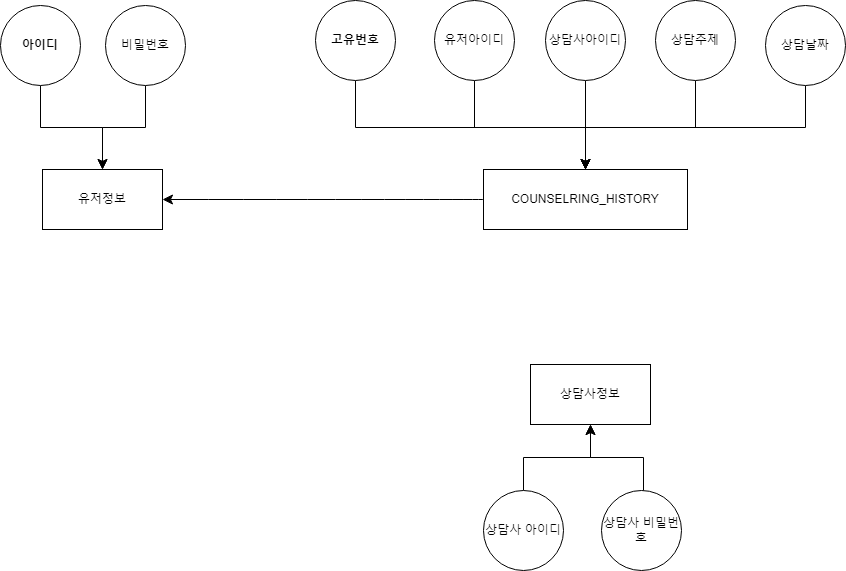 아이디
비밀번호
고유번호
유저아이디
상담사아이디
상담주제
상담날짜
유저정보
COUNSELRING_HISTORY
상담사정보
상담사 아이디
상담사 비밀번
호